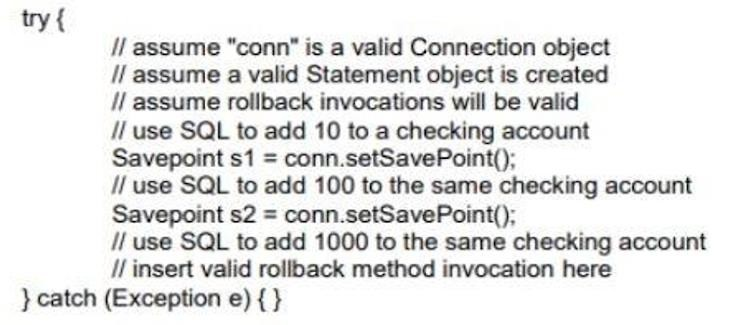 try {
// assume "conn" is a valid Connection object
// assume a valid Statement object is created
// assume rollback invocations will be valid
// use SQL to add 10 to a checking account
Savepoint s1 = conn.setSavePoint();
// use SQL to add 100 to the same checking account
Savepoint s2 = conn.setSavePoint();
// use SQL to add 1000 to the same checking account
// insert valid rollback method invocation here
} catch (Exception e) { }